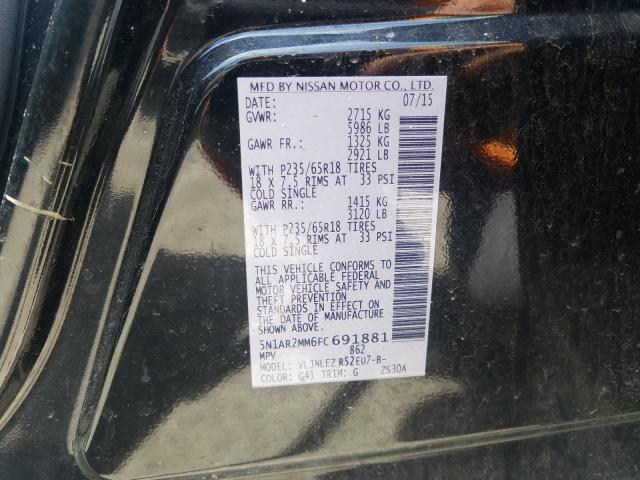 MFD BY NISSAN MOTOR CO., LTD.
DATE: 07/15
GVWR: 2715 KG
5986 LB
GAWR FR.: 1325 KG
2921 LB
WITH P235/65R18 TIRES
18 X 7.5 RIMS AT 33 PSI
COLD SINGLE
GAWR RR.: 1415 KG
3120 LB
WITH P235/65R18 TIRES
18 X 7.5 RIMS AT 33 PSI
COLD SINGLE
THIS VEHICLE CONFORMS TO
ALL APPLICABLE FEDERAL
MOTOR VEHICLE SAFETY AND
THEFT PREVENTION
STANDARDS IN EFFECT ON
THE DATE OF MANUFACTURE
SHOWN ABOVE.
5N1AR2MM6FC691881
MPV 862
MODEL: VLJNLEZ R52EU7-B-
COLOR: G41 TRIM: G 2S30A